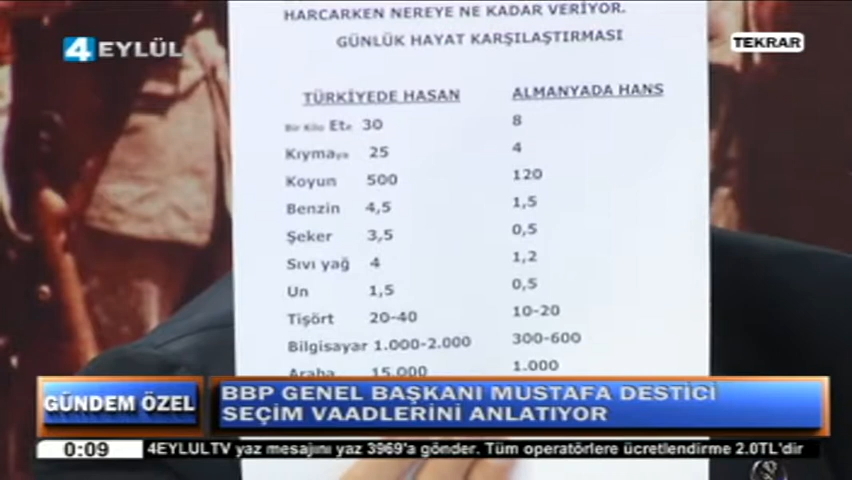 HARCARKEN NEREYE NE KADAR VERİYOR.
GÜNLÜK HAYAT KARŞILAŞTIRMASI
4 EYLÜL
TEKRAR
TÜRKİYEDE HASAN ALMANYADA HANS
Bir Kilo Ete 30 8
Kıymaya 25 4
Koyun 500 120
Benzin 4,5 1,5
Şeker 3,5 0,5
Sıvı yağ 4 1,2
Un 1,5 0,5
Tişört 20-40 10-20
Bilgisayar 1.000-2.000 300-600
Araba 15.000 1.000
GÜNDEM ÖZEL
BBP GENEL BAŞKANI MUSTAFA DESTİCİ
SEÇİM VAADLERİNİ ANLATIYOR
0:09 4EYLULTV yaz mesajını yaz 3969'a gönder. Tüm operatörlere ücretlendirme 2.0TL'dir